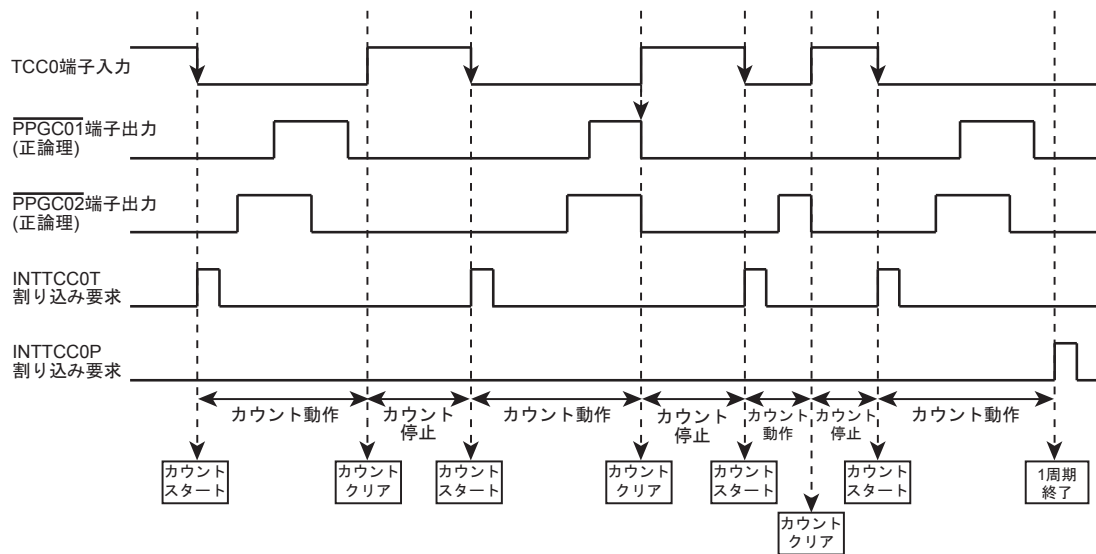 TCC0端子入力
PPGC01端子出力
(正論理)
PPGC02端子出力
(正論理)
INTTCC0T
割り込み要求
INTTCC0P
割り込み要求
カウント動作
カウント
停止
カウント動作
カウント
停止
カウント
動作
カウント
停止
カウント動作
カウント
スタート
カウント
クリア
カウント
スタート
カウント
クリア
カウント
スタート
カウント
クリア
カウント
スタート
1周期
終了